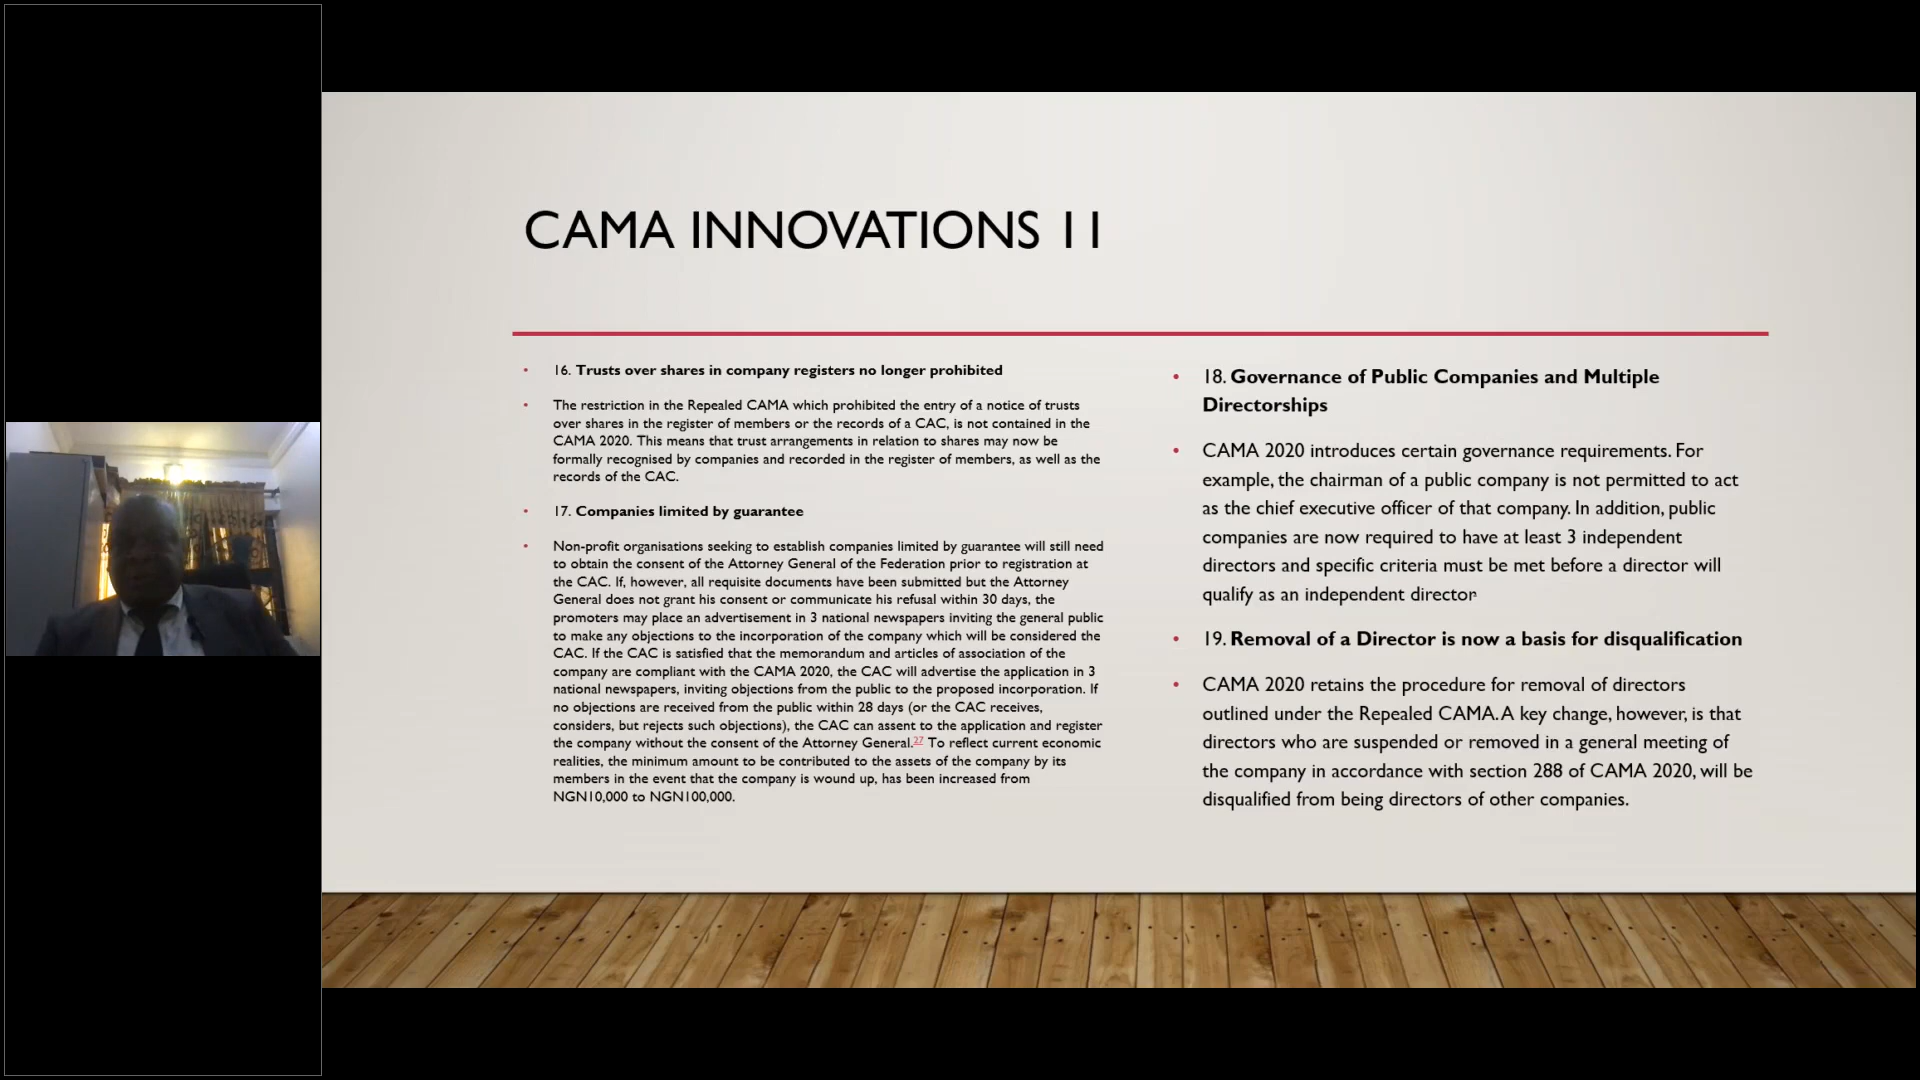 CAMA INNOVATIONS 11
• 16. Trusts over shares in company registers no longer prohibited
• The restriction in the Repealed CAMA which prohibited the entry of a notice of trusts
over shares in the register of members or the records of a CAC, is not contained in the
CAMA 2020. This means that trust arrangements in relation to shares may now be
formally recognised by companies and recorded in the register of members, as well as the
records of the CAC.
• 17. Companies limited by guarantee
• Non-profit organisations seeking to establish companies limited by guarantee will still need
to obtain the consent of the Attorney General of the Federation prior to registration at
the CAC. If, however, all requisite documents have been submitted but the Attorney
General does not grant his consent or communicate his refusal within 30 days, the
promoters may place an advertisement in 3 national newspapers inviting the general public
to make any objections to the incorporation of the company which will be considered the
CAC. If the CAC is satisfied that the memorandum and articles of association of the
company are compliant with the CAMA 2020, the CAC will advertise the application in 3
national newspapers, inviting objections from the public to the proposed incorporation. If
no objections are received from the public within 28 days (or the CAC receives,
considers, but rejects such objections), the CAC can assent to the application and register
the company without the consent of the Attorney General.27 To reflect current economic
realities, the minimum amount to be contributed to the assets of the company by its
members in the event that the company is wound up, has been increased from
NGN10,000 to NGN100,000.
• 18. Governance of Public Companies and Multiple
Directorships
• CAMA 2020 introduces certain governance requirements. For
example, the chairman of a public company is not permitted to act
as the chief executive officer of that company. In addition, public
companies are now required to have at least 3 independent
directors and specific criteria must be met before a director will
qualify as an independent director
• 19. Removal of a Director is now a basis for disqualification
• CAMA 2020 retains the procedure for removal of directors
outlined under the Repealed CAMA. A key change, however, is that
directors who are suspended or removed in a general meeting of
the company in accordance with section 288 of CAMA 2020, will be
disqualified from being directors of other companies.